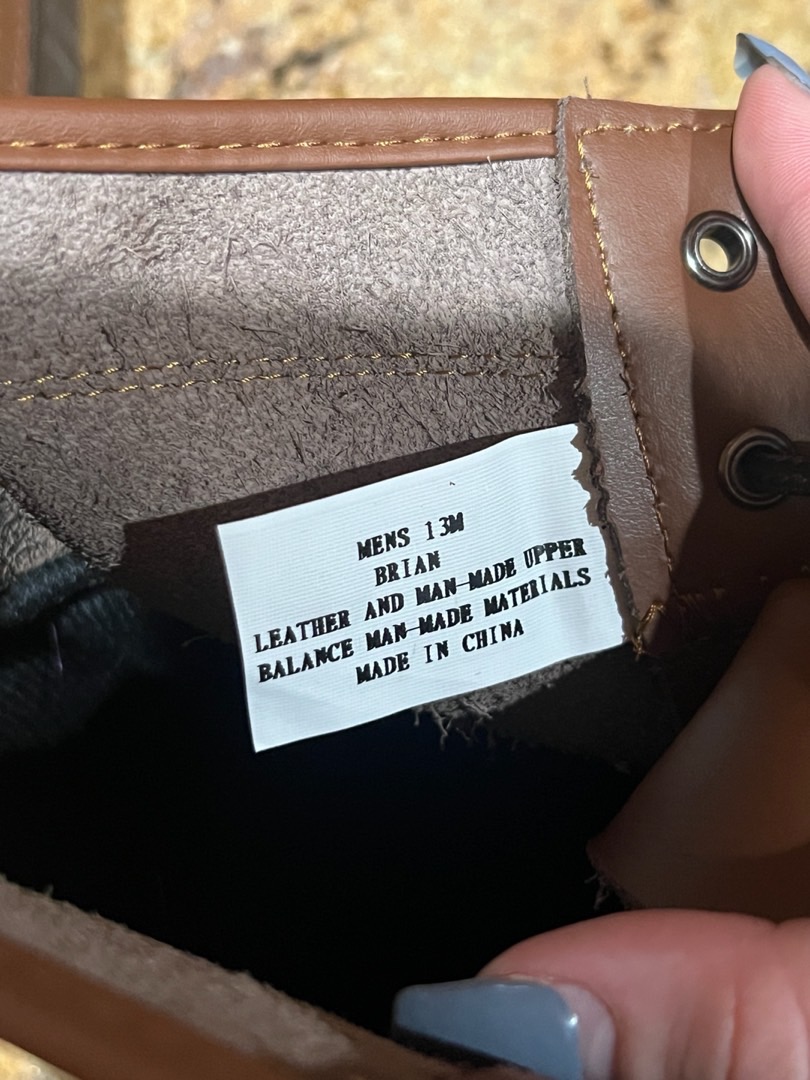 MENS 13M
BRIAN
LEATHER AND MAN-MADE UPPER
BALANCE MAN-MADE MATERIALS
MADE IN CHINA